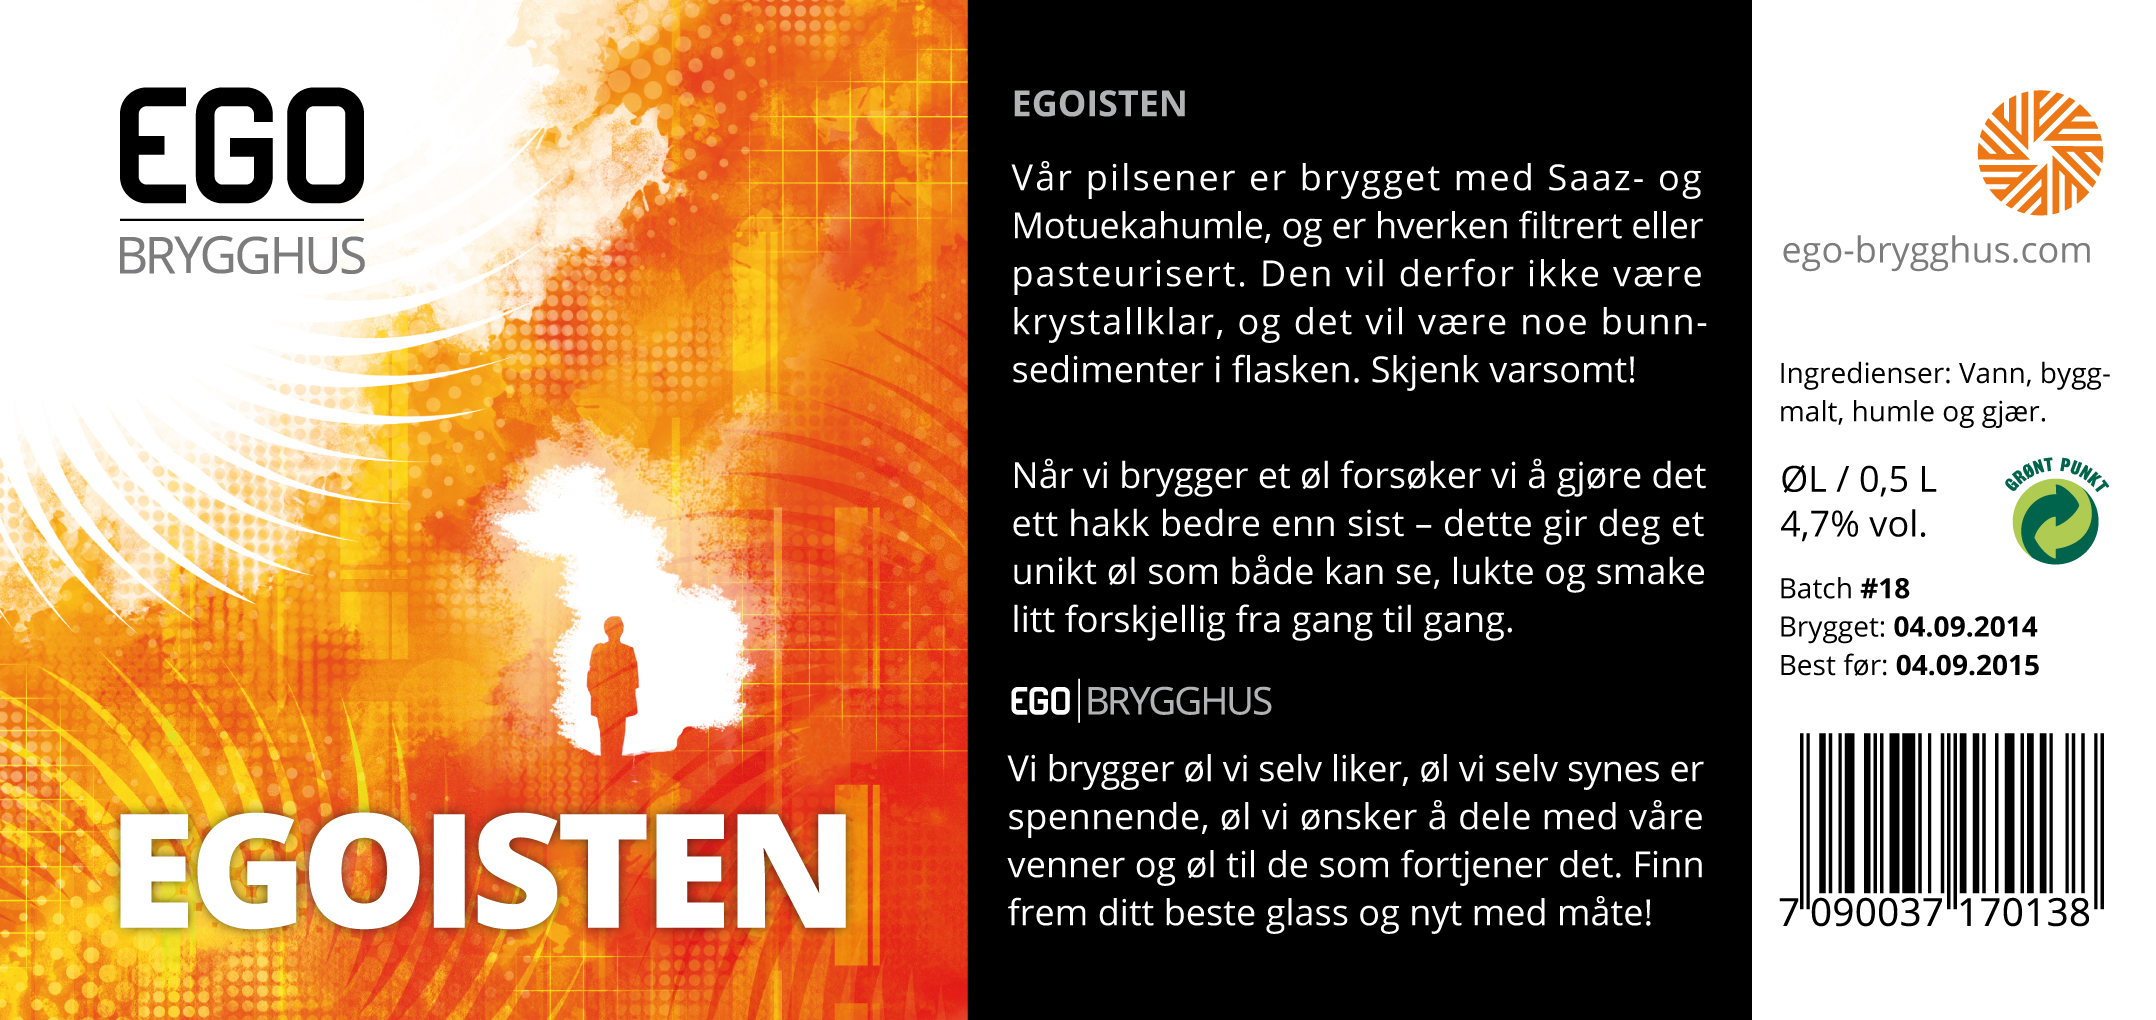 EGO
BRYGGHUS
EGOISTEN
EGOISTEN
Vår pilsener er brygget med Saaz- og
Motuekahumle, og er hverken filtrert eller
pasteurisert. Den vil derfor ikke være
krystallklar, og det vil være noe bunn-
sedimenter i flasken. Skjenk varsomt!
Når vi brygger et øl forsøker vi å gjøre det
ett hakk bedre enn sist – dette gir deg et
unikt øl som både kan se, lukte og smake
litt forskjellig fra gang til gang.
EGO|BRYGGHUS
Vi brygger øl vi selv liker, øl vi selv synes er
spennende, øl vi ønsker å dele med våre
venner og øl til de som fortjener det. Finn
frem ditt beste glass og nyt med måte!
ego-brygghus.com
Ingredienser: Vann, bygg-
malt, humle og gjær.
ØL / 0,5 L
4,7% vol.
GRØNT PUNKT
Batch #18
Brygget: 04.09.2014
Best før: 04.09.2015
7 090037 170138